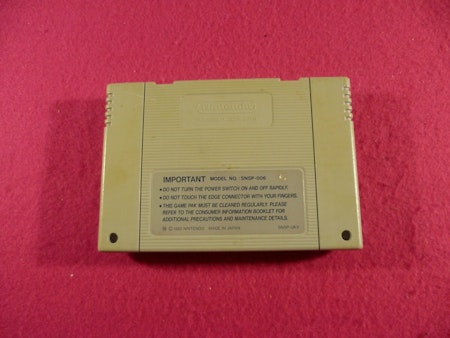 Nintendo
IMPORTANT MODEL NO.: SNSP-006
• DO NOT TURN THE POWER SWITCH ON AND OFF RAPIDLY.
• DO NOT TOUCH THE EDGE CONNECTOR WITH YOUR FINGERS.
• THIS GAME PAK MUST BE CLEANED REGULARLY. PLEASE
REFER TO THE CONSUMER INFORMATION BOOKLET FOR
ADDITIONAL PRECAUTIONS AND MAINTENANCE DETAILS.
NINTENDO MADE IN JAPAN